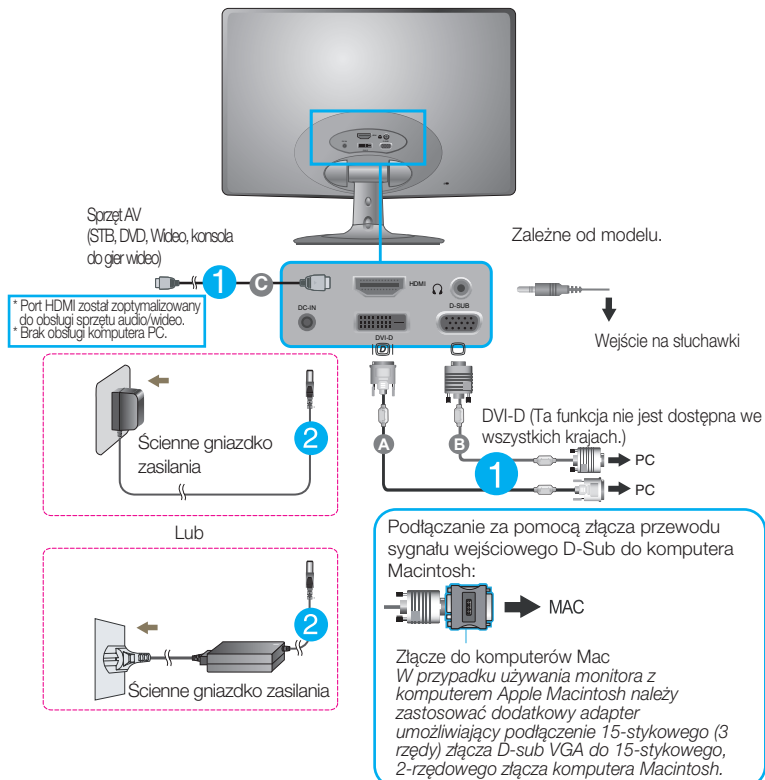 Sprzęt AV
(STB, DVD, Wideo, konsola
do gier wideo)
Zależne od modelu.
1
C
* Port HDMI został zoptymalizowany
do obsługi sprzętu audio/wideo.
* Brak obsługi komputera PC.
HDMI
DC-IN
D-SUB
DVI-D
Wejście na słuchawki
Ścienne gniazdko
zasilania
2
A
B
DVI-D (Ta funkcja nie jest dostępna we
wszystkich krajach.)
1
PC
PC
Lub
2
Ścienne gniazdko zasilania
Podłączanie za pomocą złącza przewodu
sygnału wejściowego D-Sub do komputera
Macintosh:
MAC
Złącze do komputerów Mac
W przypadku używania monitora z
komputerem Apple Macintosh należy
zastosować dodatkowy adapter
umożliwiający podłączenie 15-stykowego (3
rzędy) złącza D-sub VGA do 15-stykowego,
2-rzędowego złącza komputera Macintosh.